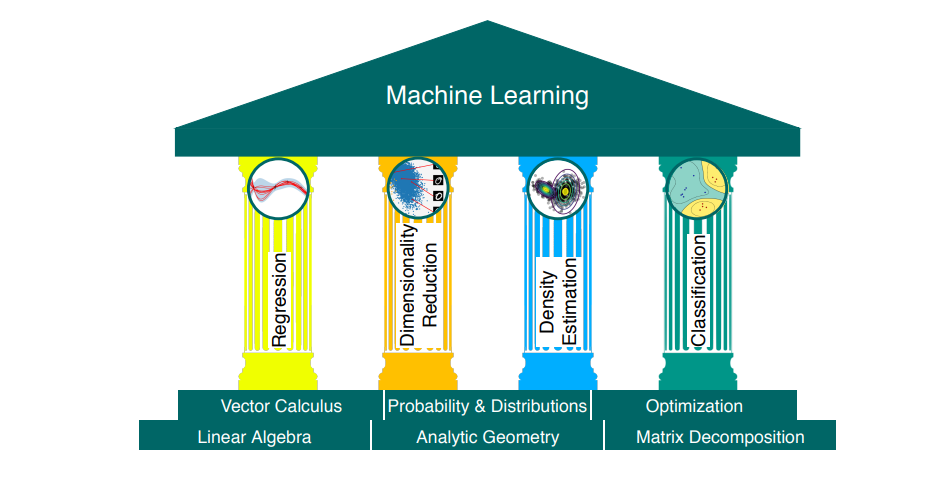 Machine Learning
Regression
Dimensionality
Reduction
Density
Estimation
Classification
Vector Calculus
Probability & Distributions
Optimization
Linear Algebra
Analytic Geometry
Matrix Decomposition